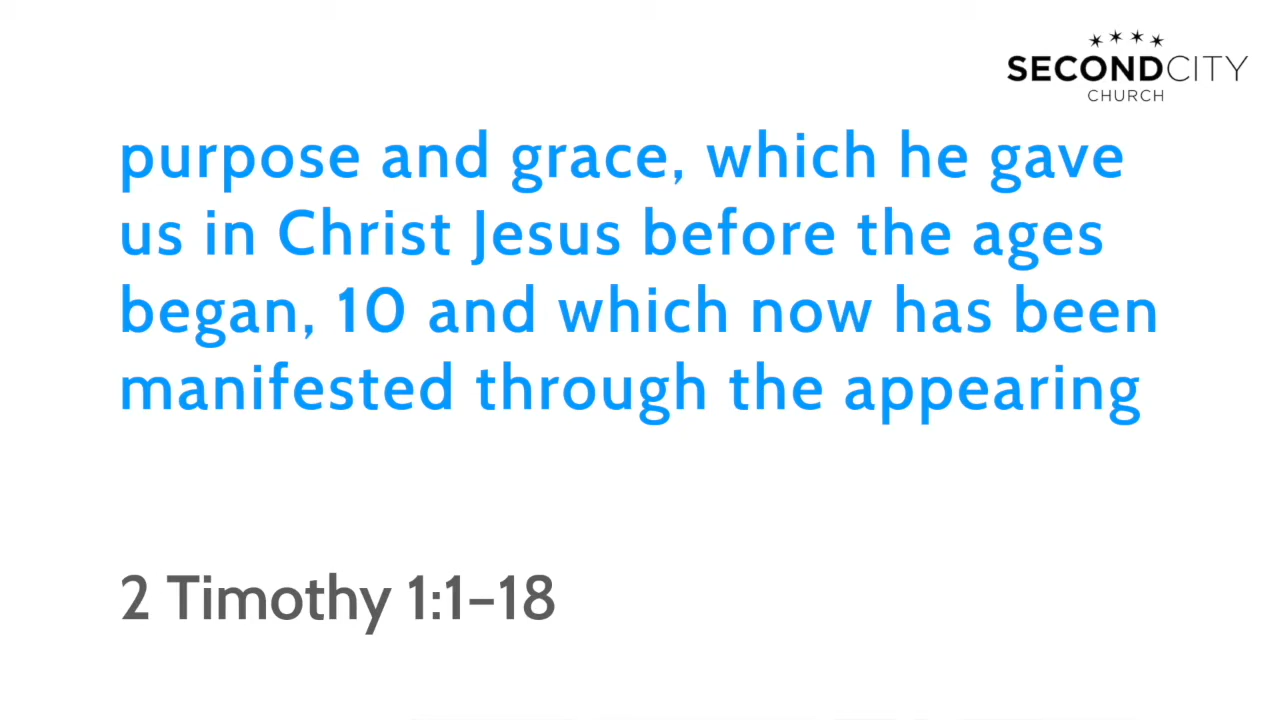 SECONDCITY
CHURCH
purpose and grace, which he gave
us in Christ Jesus before the ages
began, 10 and which now has been
manifested through the appearing
2 Timothy 1:1–18